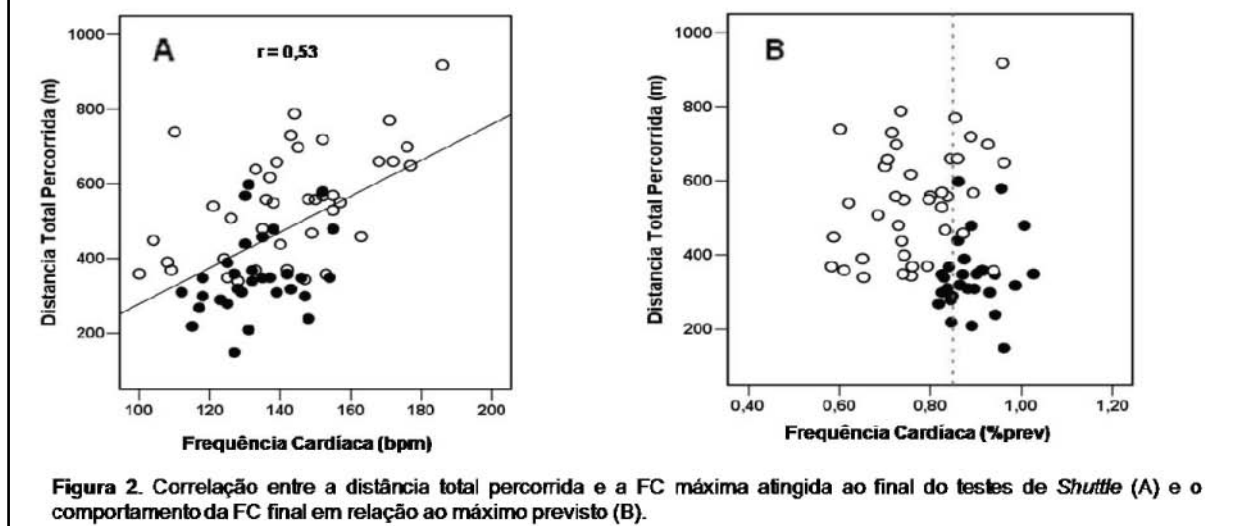 A
r = 0,53
Distancia Total Percorrida (m)
1000
800
600
400
200
100
120
140
160
180
200
Frequência Cardíaca (bpm)
B
Distancia Total Percorrida (m)
1000
800
600
400
200
0,40
0,60
0,80
1,00
1,20
Frequência Cardíaca (%prev)
Figura 2. Correlação entre a distância total percorrida e a FC máxima atingida ao final do testes de Shuttle (A) e o
comportamento da FC final em relação ao máximo previsto (B).